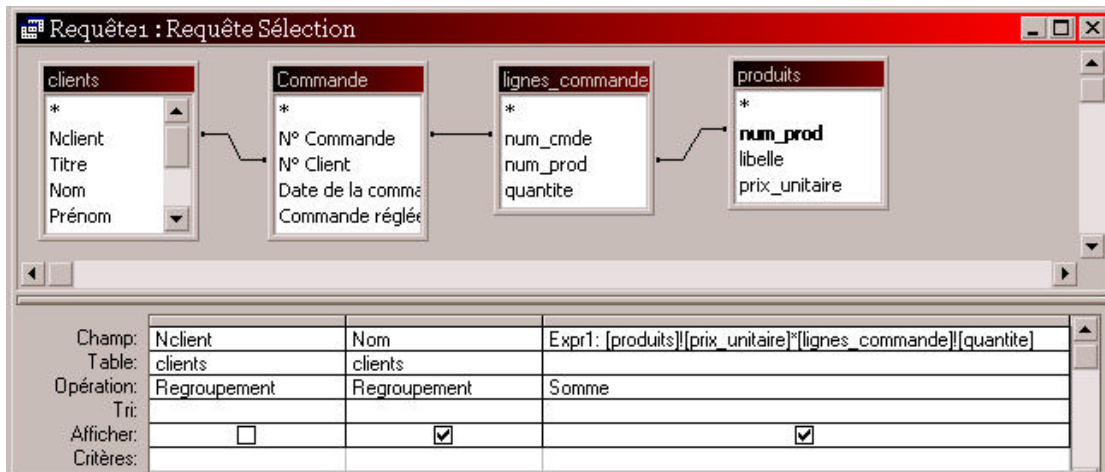 Requête1 : Requête Sélection
clients
*
Nclient
Titre
Nom
Prénom
Commande
*
N° Commande
N° Client
Date de la comma
Commande réglée
lignes_commande
*
num_cmde
num_prod
quantite
produits
*
num_prod
libelle
prix_unitaire
Champ: Nclient Nom Expr1: [produits]![prix_unitaire]*[lignes_commande]![quantite]
Table: clients clients
Opération: Regroupement Regroupement Somme
Tri:
Afficher:
Critères: